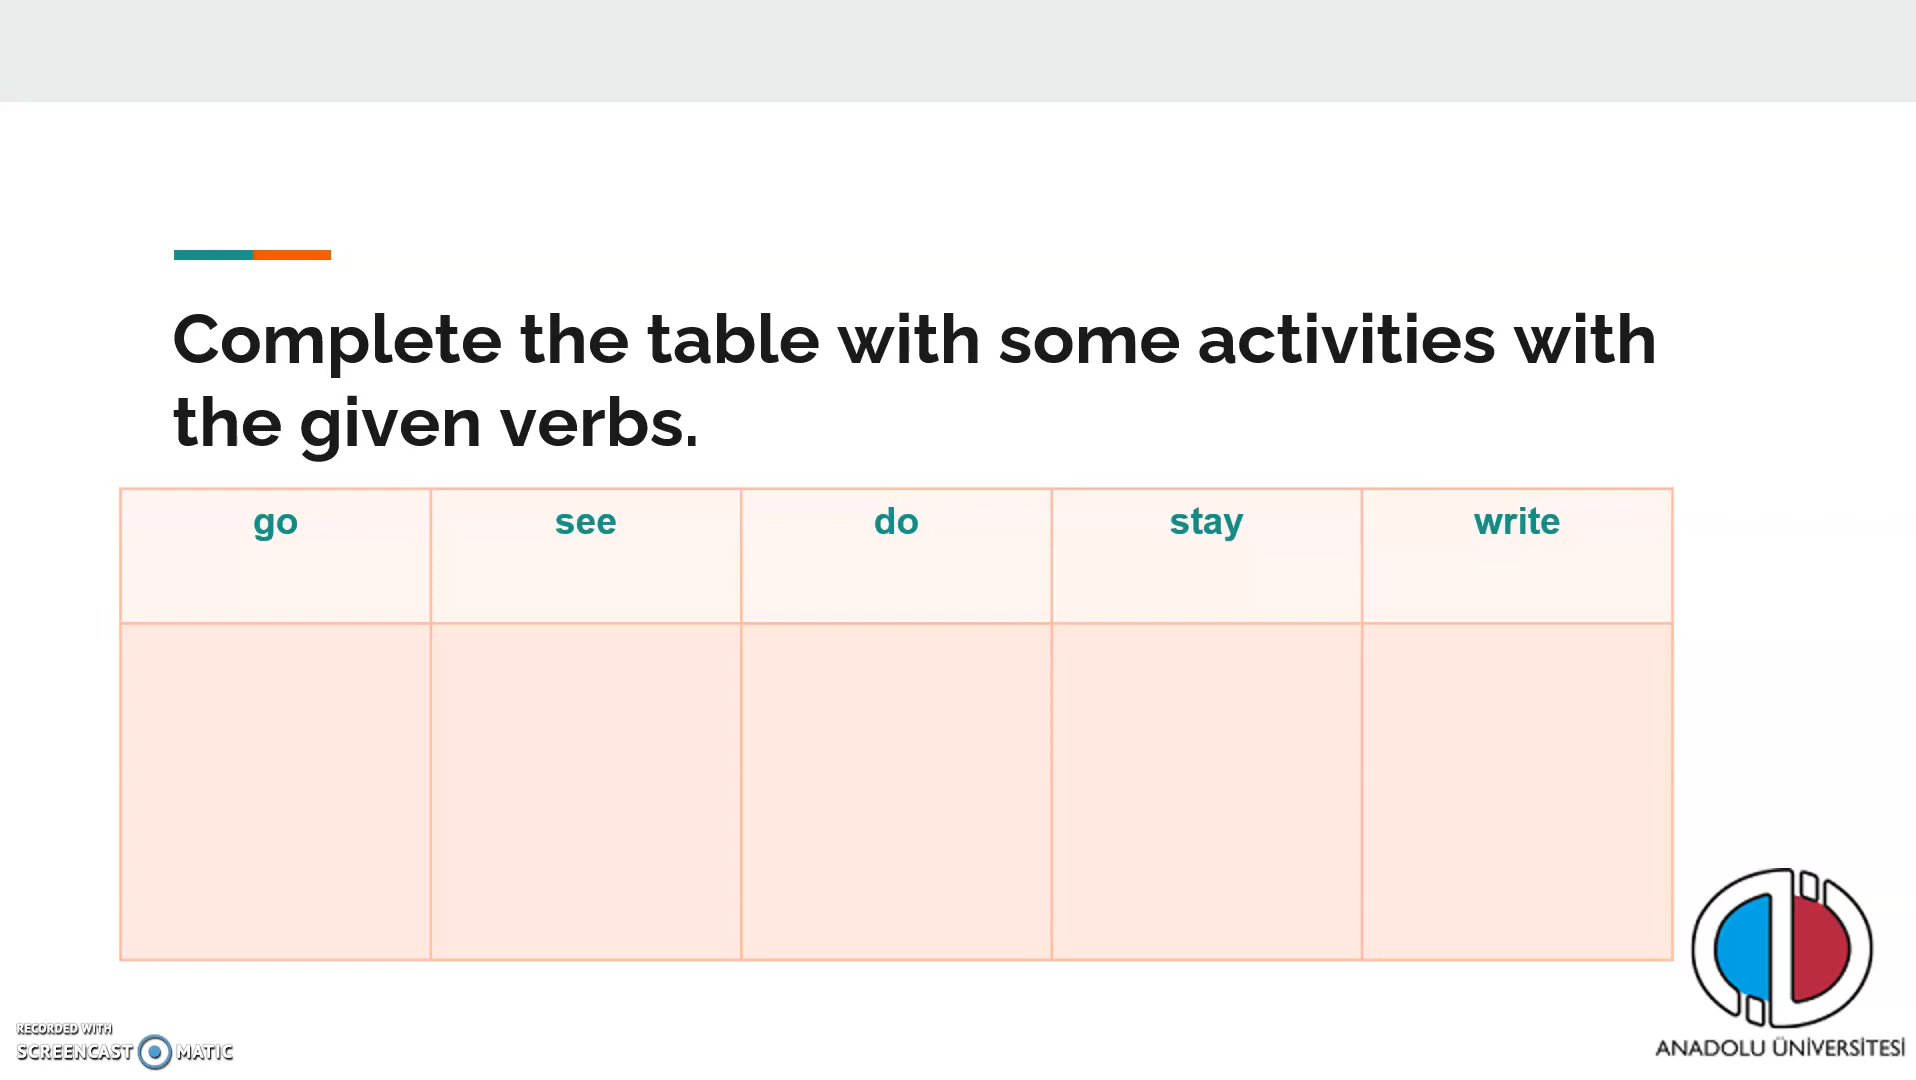 Complete the table with some activities with
the given verbs.
go see do stay write
RECORDED WITH
SCREENCAST MATIC
ANADOLU ÜNİVERSİTESİ